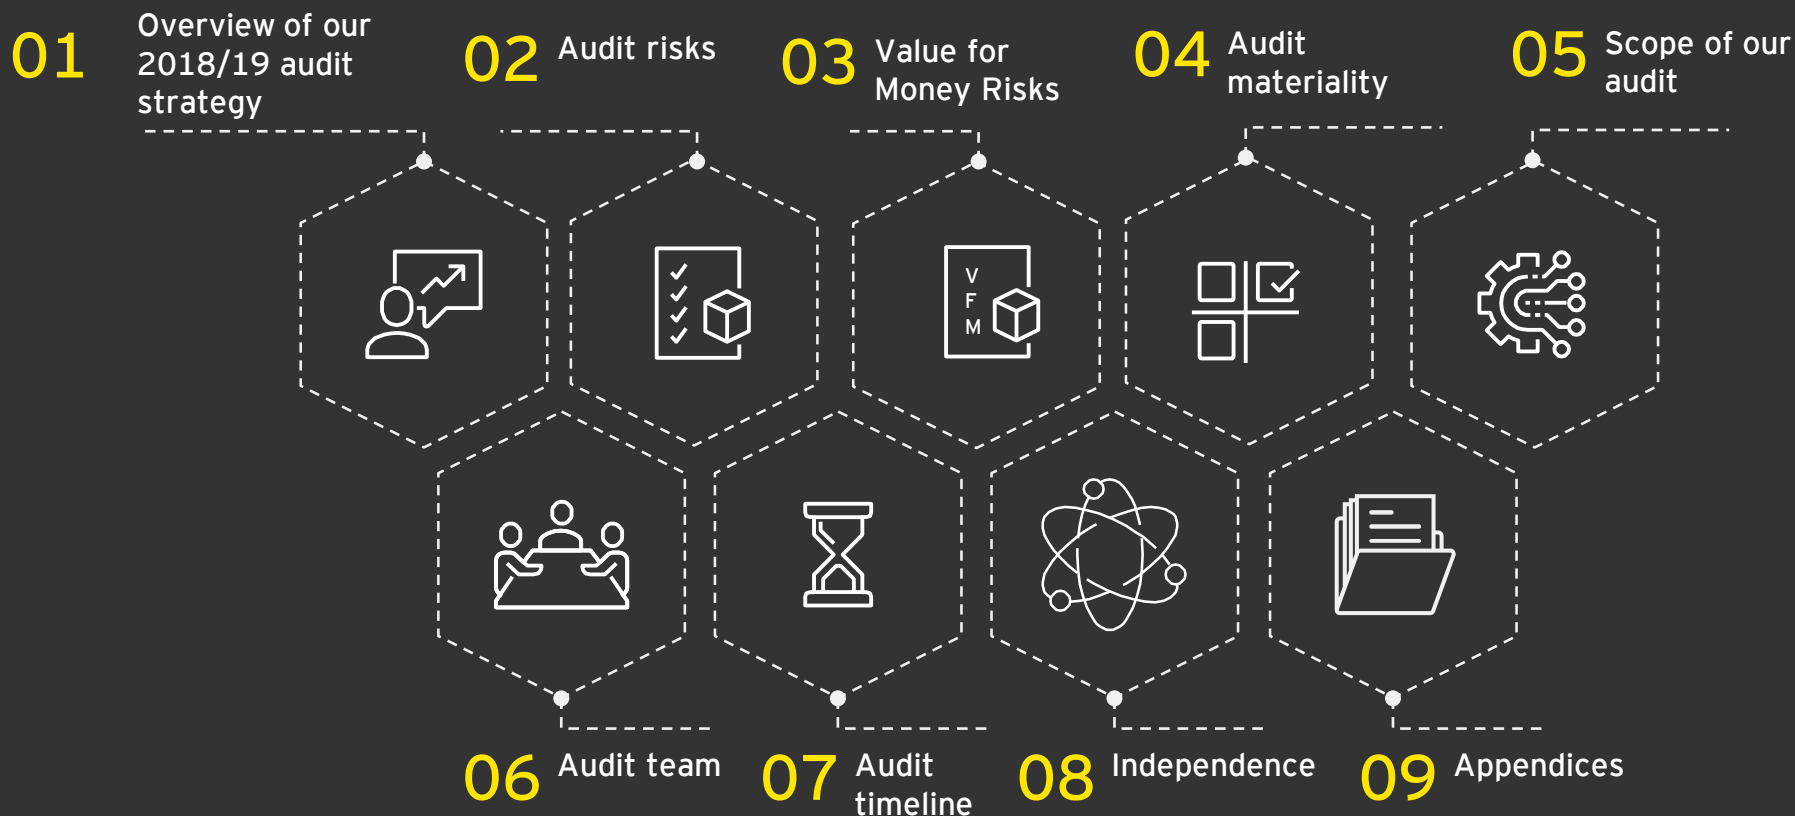 01
Overview of our
2018/19 audit
strategy
02
Audit risks
03
Value for
Money Risks
04
Audit
materiality
05
Scope of our
audit
V
F
M
06
Audit team
07
Audit
timeline
08
Independence
09
Appendices